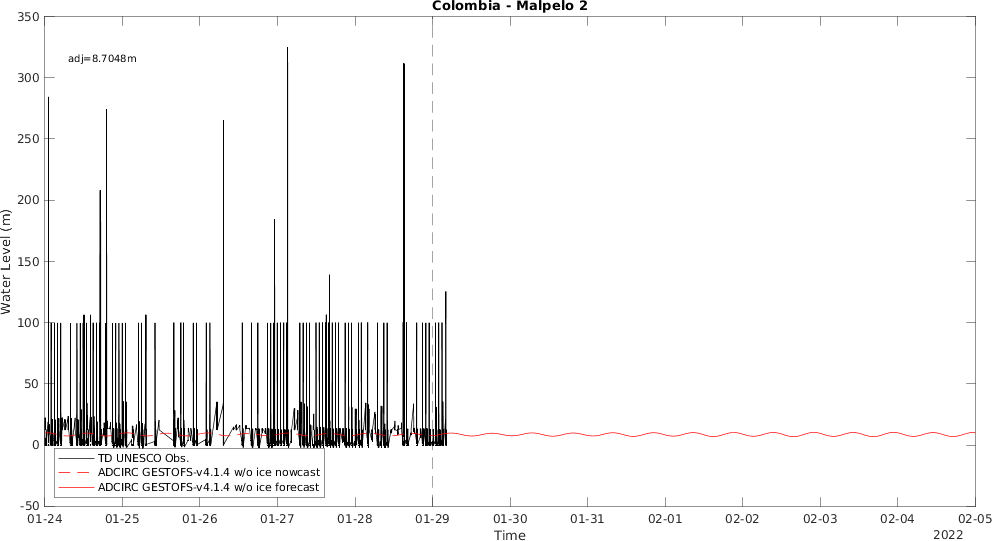 Colombia - Malpelo 2
adj=8.7048m
Water Level (m)
350
300
250
200
150
100
50
0
-50
TD UNESCO Obs.
ADCIRC GESTOFS-v4.1.4 w/o ice nowcast
ADCIRC GESTOFS-v4.1.4 w/o ice forecast
01-24 01-25 01-26 01-27 01-28 01-29 01-30 01-31 02-01 02-02 02-03 02-04 02-05
Time
2022